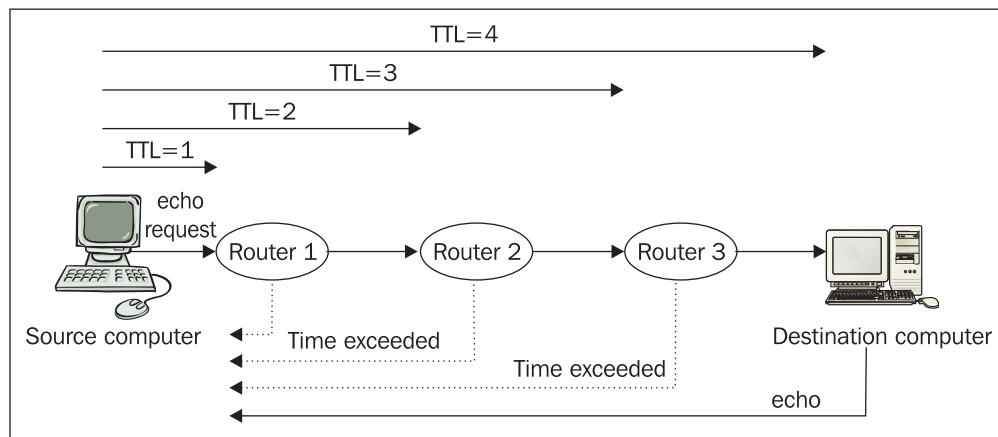 TTL=4
TTL=3
TTL=2
TTL=1
echo
request
Router 1
Router 2
Router 3
Source computer
Time exceeded
Destination computer
Time exceeded
echo